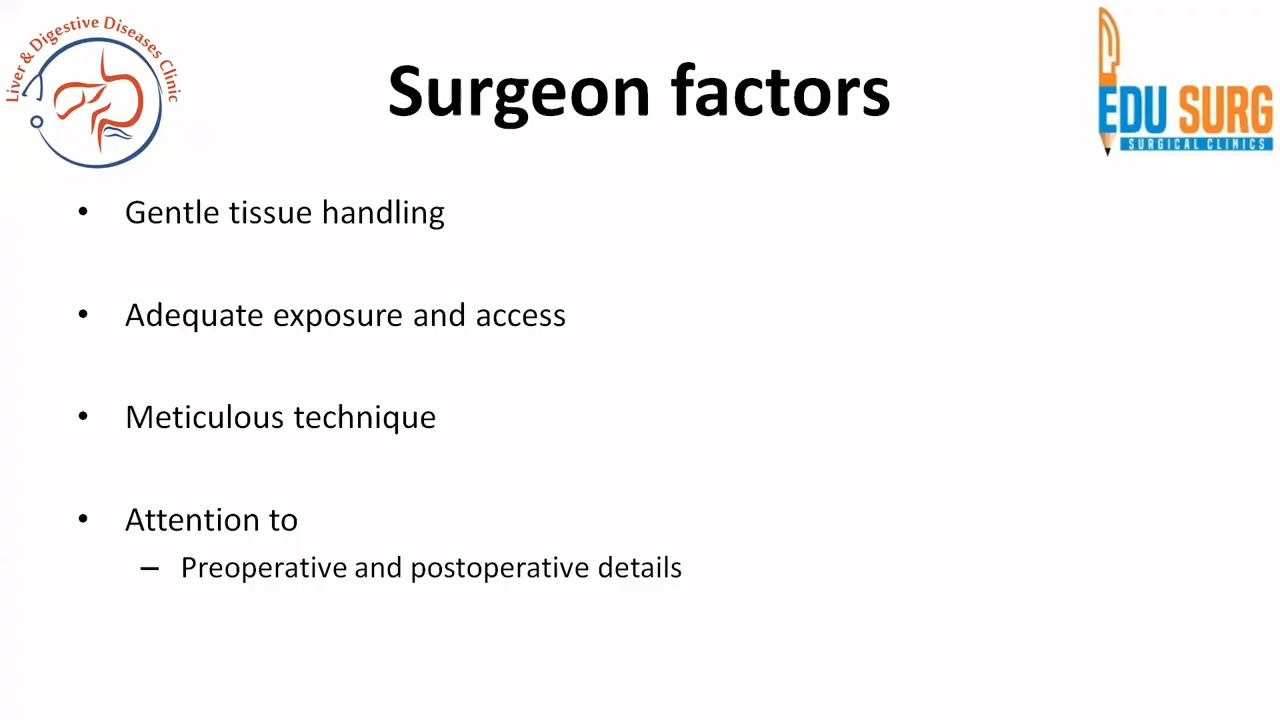 Liver & Digestive Diseases Clinic
Surgeon factors
EDU SURG
SURGICAL CLINICS
• Gentle tissue handling
• Adequate exposure and access
• Meticulous technique
• Attention to
– Preoperative and postoperative details